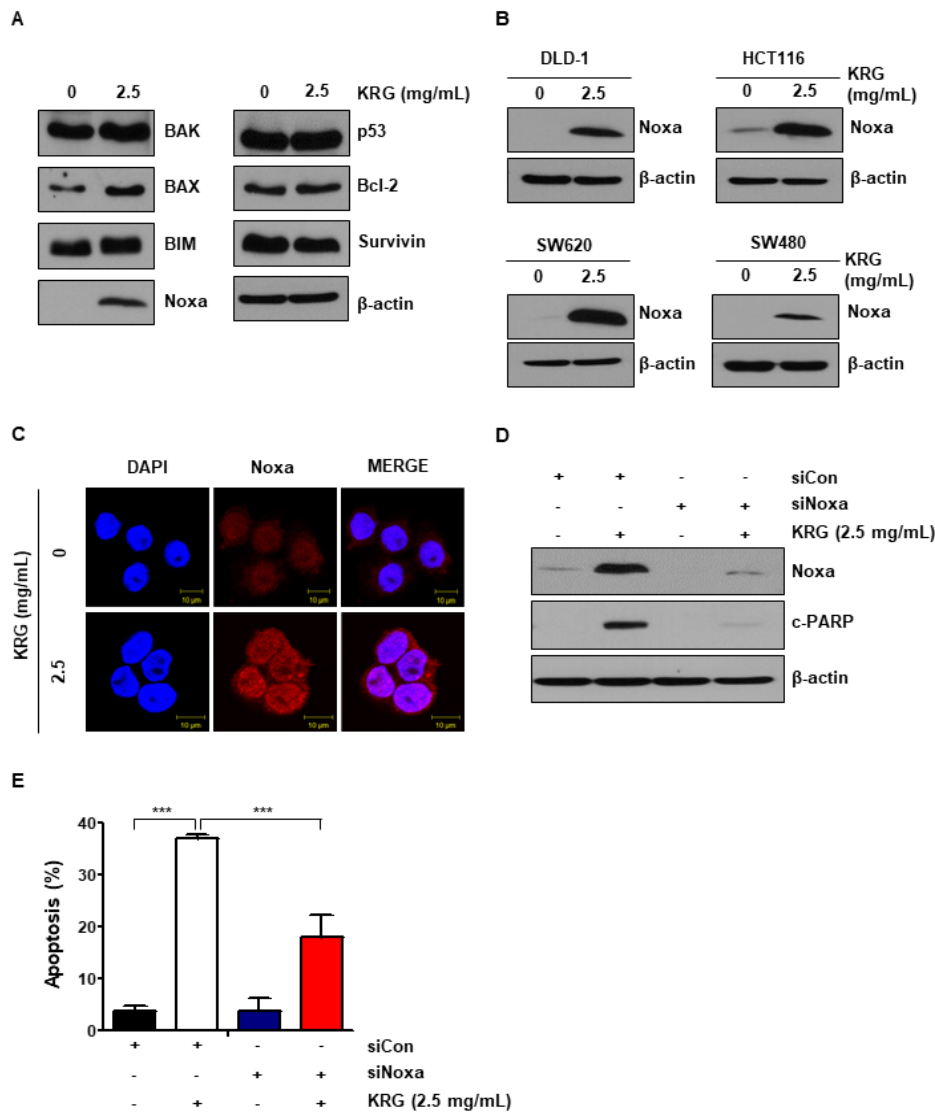 A
0 2.5 0 2.5 KRG (mg/mL)
BAK p53
BAX Bcl-2
BIM Survivin
Noxa β-actin
B
DLD-1 HCT116
0 2.5 0 2.5 KRG (mg/mL)
Noxa Noxa
β-actin β-actin
SW620 SW480
0 2.5 0 2.5 KRG (mg/mL)
Noxa Noxa
β-actin β-actin
C
DAPI Noxa MERGE
KRG (mg/mL)
0
10 μm 10 μm 10 μm
2.5
10 μm 10 μm 10 μm
D
+ + - - siCon
- - + + siNoxa
- + - + KRG (2.5 mg/mL)
Noxa
c-PARP
β-actin
E
*** ***
Apoptosis (%)
40
30
20
10
0
+ + - - siCon
- - + + siNoxa
- + - + KRG (2.5 mg/mL)